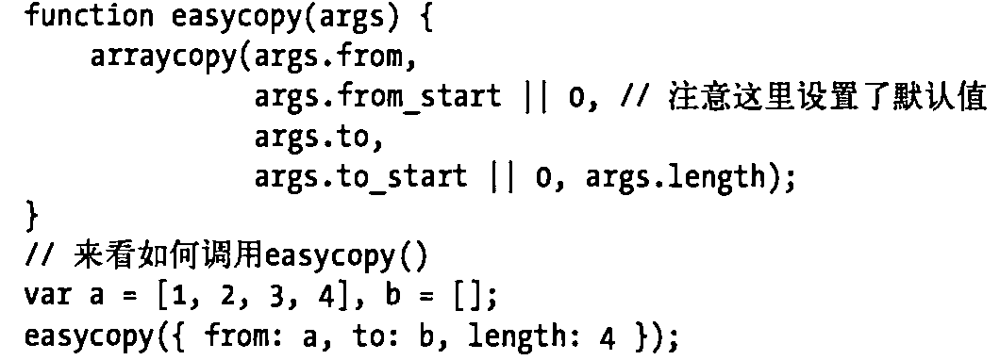 function easycopy(args) {
    arraycopy(args.from,
              args.from_start || 0, // 注意这里设置了默认值
              args.to,
              args.to_start || 0, args.length);
}
// 来看如何调用easycopy()
var a = [1, 2, 3, 4], b = [];
easycopy({ from: a, to: b, length: 4 });